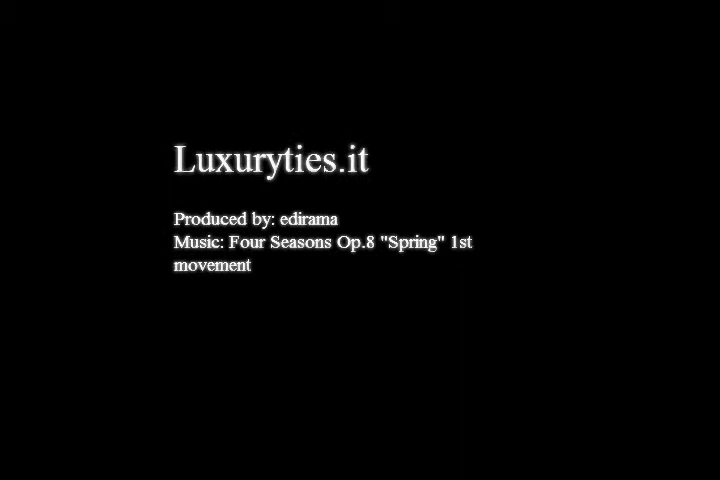 Luxuryties.it
Produced by: edirama
Music: Four Seasons Op.8 "Spring" 1st
movement